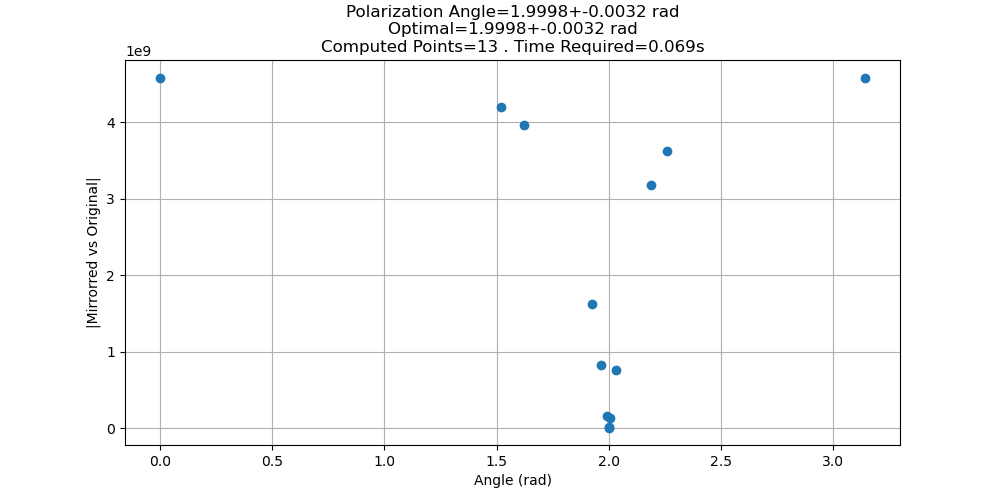 Polarization Angle=1.9998+-0.0032 rad
Optimal=1.9998+-0.0032 rad
Computed Points=13 . Time Required=0.069s
1e9
4
3
2
1
0
|Mirrorred vs Original|
0.0 0.5 1.0 1.5 2.0 2.5 3.0
Angle (rad)